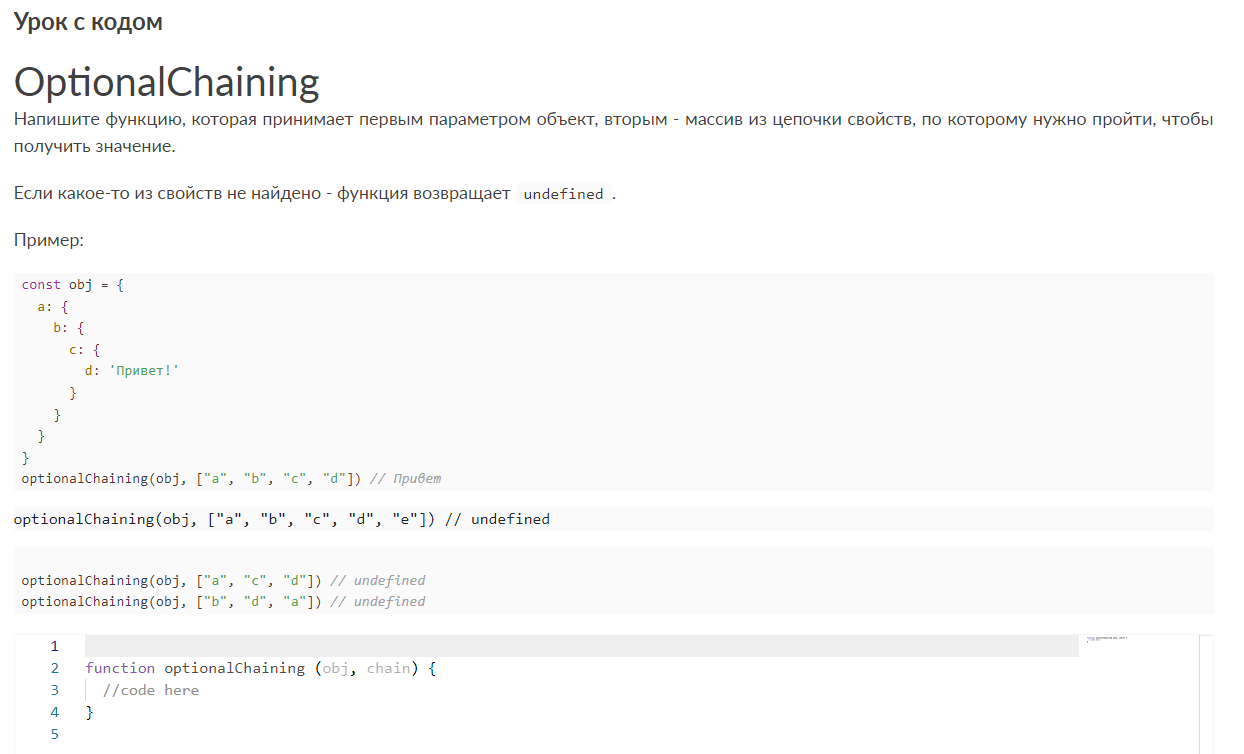 Урок с кодом
OptionalChaining
Напишите функцию, которая принимает первым параметром объект, вторым - массив из цепочки свойств, по которому нужно пройти, чтобы
получить значение.
Если какое-то из свойств не найдено - функция возвращает undefined .
Пример:
const obj = {
  a: {
    b: {
      c: {
        d: 'Привет!'
      }
    }
  }
}
optionalChaining(obj, ["a", "b", "c", "d"]) // Привет
optionalChaining(obj, ["a", "b", "c", "d", "e"]) // undefined
optionalChaining(obj, ["a", "c", "d"]) // undefined
optionalChaining(obj, ["b", "d", "a"]) // undefined
1
2 function optionalChaining (obj, chain) {
3   //code here
4 }
5